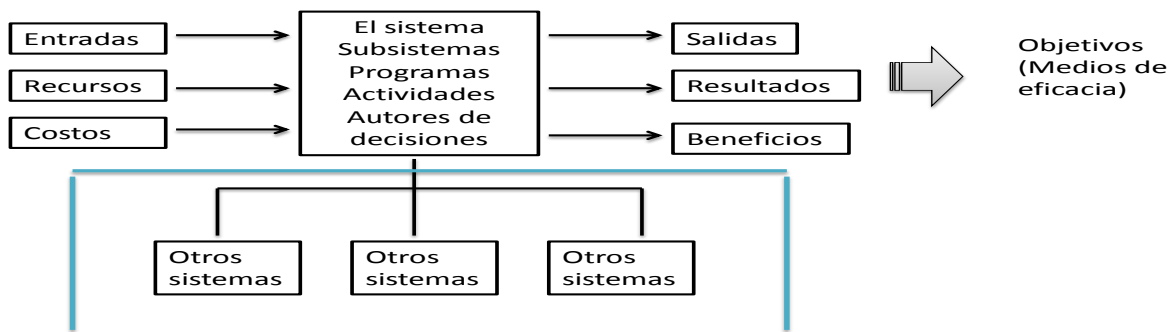 Entradas
Recursos
Costos
El sistema
Subsistemas
Programas
Actividades
Autores de
decisiones
Salidas
Resultados
Beneficios
Objetivos
(Medios de
eficacia)
Otros
sistemas
Otros
sistemas
Otros
sistemas